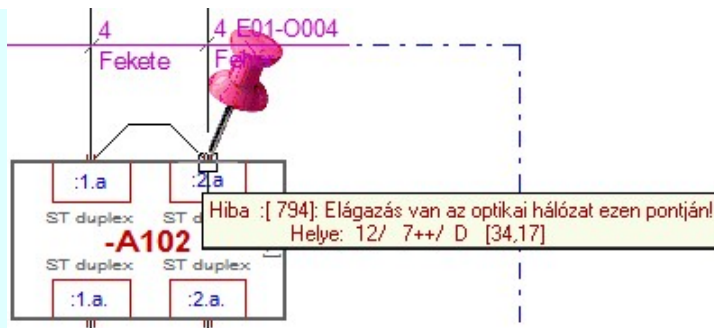 4
4 E01-O004
Fekete
Fehér
:1.a
:2.a
ST duplex
ST d
-A102
ST duplex
ST duplex
:1.a.
:2.a.
Hiba :[ 794]: Elágazás van az optikai hálózat ezen pontján!
Helye: 12/ 7++/ D [34,17]